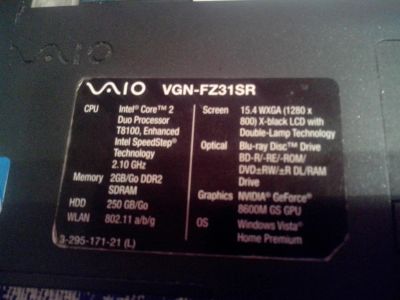 VAIO
VAIO VGN-FZ31SR
CPU Intel® Core™ 2
Duo Processor
T8100, Enhanced
Intel SpeedStep®
Technology
2.10 GHz
Memory 2GB/Go DDR2
SDRAM
HDD 250 GB/Go
WLAN 802.11 a/b/g
3-295-171-21 (L)
Screen 15.4 WXGA (1280 x
800) X-black LCD with
Double-Lamp Technology
Optical Blu-ray Disc™ Drive
BD-R/-RE/-ROM/
DVD±RW/±R DL/RAM
Drive
Graphics NVIDIA® GeForce®
8600M GS GPU
OS Windows Vista®
Home Premium